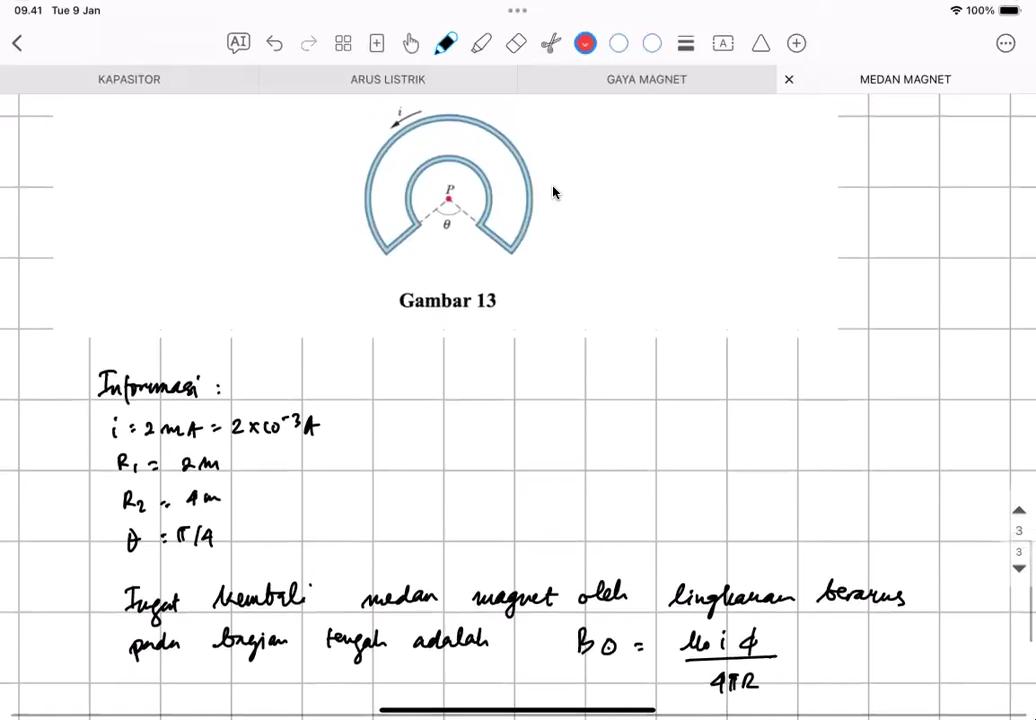 09.41 Tue 9 Jan
100%
AI
A
KAPASITOR
ARUS LISTRIK
GAYA MAGNET
MEDAN MAGNET
i
P
θ
Gambar 13
Informasi :
i = 2 mA = 2 x 10⁻³ A
R₁ = 2 m
R₂ = 4 m
θ = π/4
Ingat kembali medan magnet oleh lingkaran berarus
pada bagian tengah adalah B⊙ = μ₀ i ϕ / 4πR
3
3